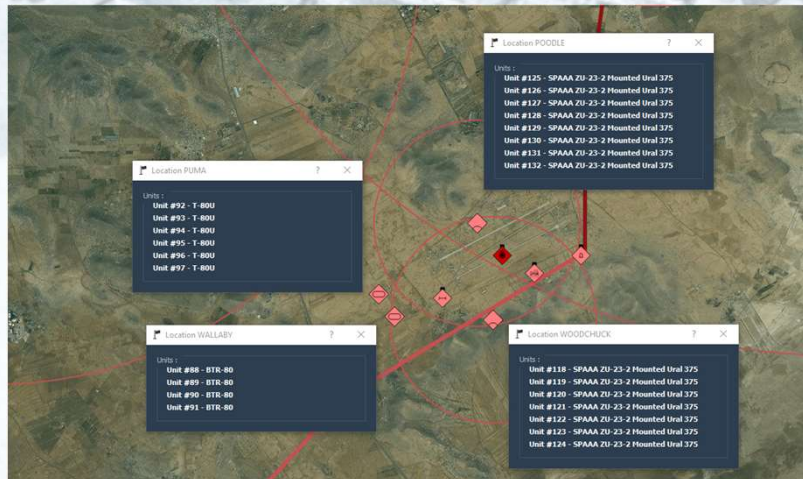 Location POODLE
Units :
Unit #125 - SPAAA ZU-23-2 Mounted Ural 375
Unit #126 - SPAAA ZU-23-2 Mounted Ural 375
Unit #127 - SPAAA ZU-23-2 Mounted Ural 375
Unit #128 - SPAAA ZU-23-2 Mounted Ural 375
Unit #129 - SPAAA ZU-23-2 Mounted Ural 375
Unit #130 - SPAAA ZU-23-2 Mounted Ural 375
Unit #131 - SPAAA ZU-23-2 Mounted Ural 375
Unit #132 - SPAAA ZU-23-2 Mounted Ural 375
Location PUMA
Units :
Unit #92 - T-80U
Unit #93 - T-80U
Unit #94 - T-80U
Unit #95 - T-80U
Unit #96 - T-80U
Unit #97 - T-80U
Location WALLABY
Units :
Unit #88 - BTR-80
Unit #89 - BTR-80
Unit #90 - BTR-80
Unit #91 - BTR-80
Location WOODCHUCK
Units :
Unit #118 - SPAAA ZU-23-2 Mounted Ural 375
Unit #119 - SPAAA ZU-23-2 Mounted Ural 375
Unit #120 - SPAAA ZU-23-2 Mounted Ural 375
Unit #121 - SPAAA ZU-23-2 Mounted Ural 375
Unit #122 - SPAAA ZU-23-2 Mounted Ural 375
Unit #123 - SPAAA ZU-23-2 Mounted Ural 375
Unit #124 - SPAAA ZU-23-2 Mounted Ural 375